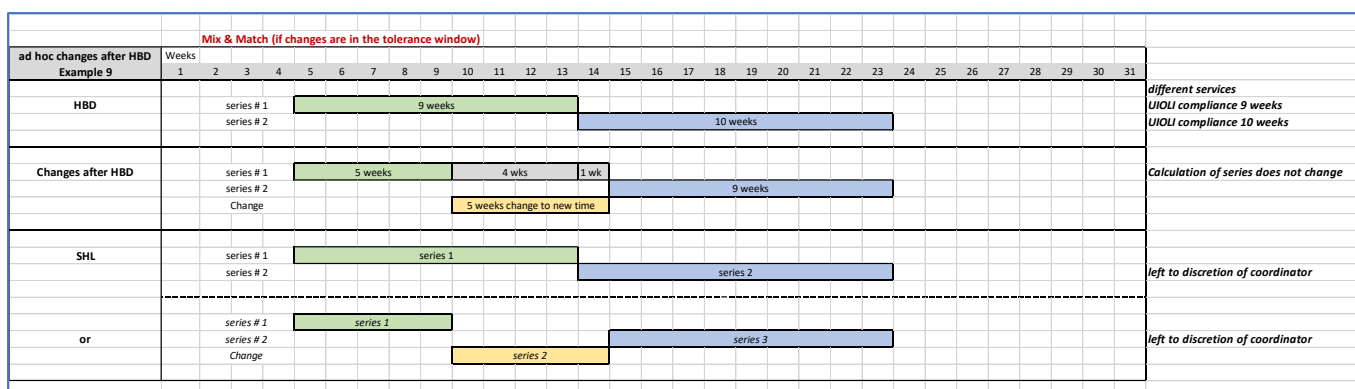 Mix & Match (if changes are in the tolerance window)
ad hoc changes after HBD Weeks
Example 9 1 2 3 4 5 6 7 8 9 10 11 12 13 14 15 16 17 18 19 20 21 22 23 24 25 26 27 28 29 30 31
different services
HBD series # 1 9 weeks UIOLI compliance 9 weeks
series # 2 10 weeks UIOLI compliance 10 weeks
Changes after HBD series # 1 5 weeks 4 wks 1 wk Calculation of series does not change
series # 2 9 weeks
Change 5 weeks change to new time
SHL series # 1 series 1
series # 2 series 2 left to discretion of coordinator
series # 1 series 1
or series # 2 series 3 left to discretion of coordinator
Change series 2